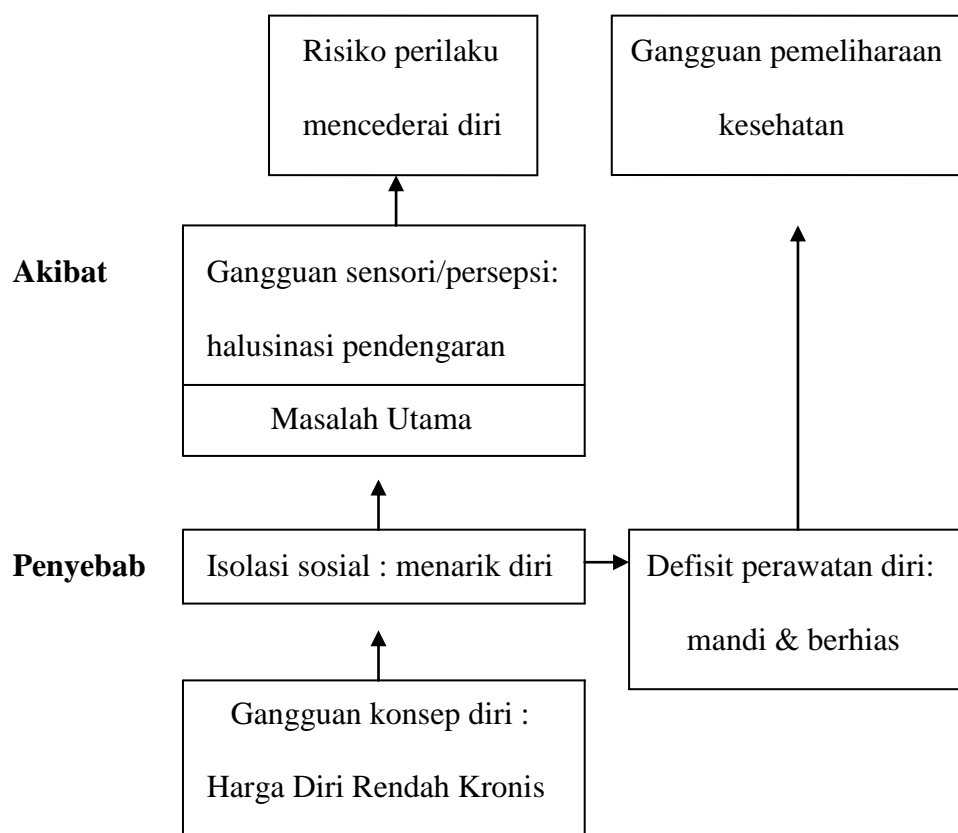 Risiko perilaku
mencederai diri
Gangguan pemeliharaan
kesehatan
Akibat
Gangguan sensori/persepsi:
halusinasi pendengaran
Masalah Utama
Penyebab
Isolasi sosial : menarik diri
Defisit perawatan diri:
mandi & berhias
Gangguan konsep diri :
Harga Diri Rendah Kronis